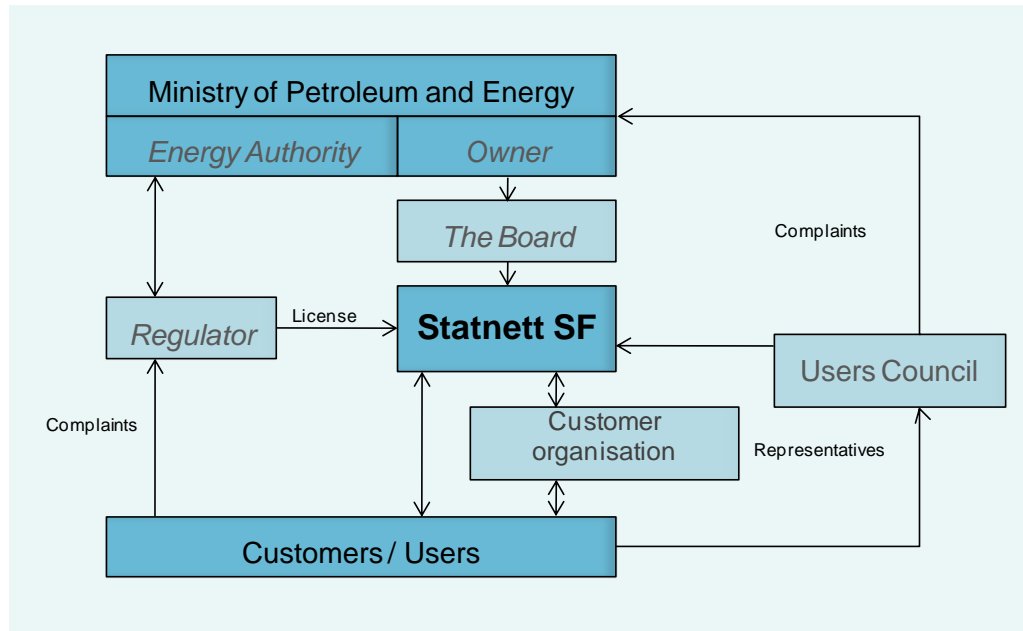 Ministry of Petroleum and Energy
Energy Authority
Owner
The Board
Complaints
Regulator
License
Statnett SF
Users Council
Complaints
Customer
organisation
Representatives
Customers / Users